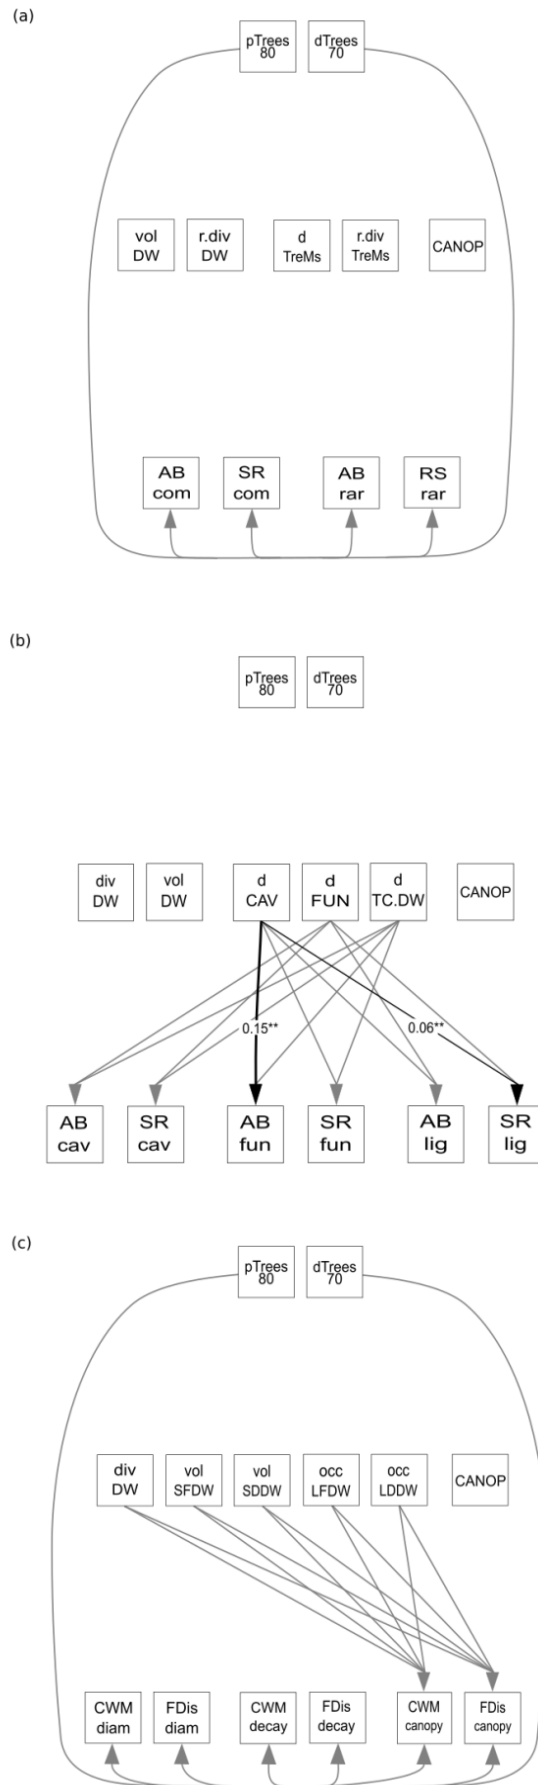 (a)
pTrees
80
dTrees
70
vol
DW
r.div
DW
d
TreMs
r.div
TreMs
CANOP
AB
com
SR
com
AB
rar
RS
rar
(b)
pTrees
80
dTrees
70
div
DW
vol
DW
d
CAV
d
FUN
d
TC.DW
CANOP
0.15**
0.06**
AB
cav
SR
cav
AB
fun
SR
fun
AB
lig
SR
lig
(c)
pTrees
80
dTrees
70
div
DW
vol
SFDW
vol
SDDW
occ
LFDW
occ
LDDW
CANOP
CWM
diam
FDis
diam
CWM
decay
FDis
decay
CWM
canopy
FDis
canopy